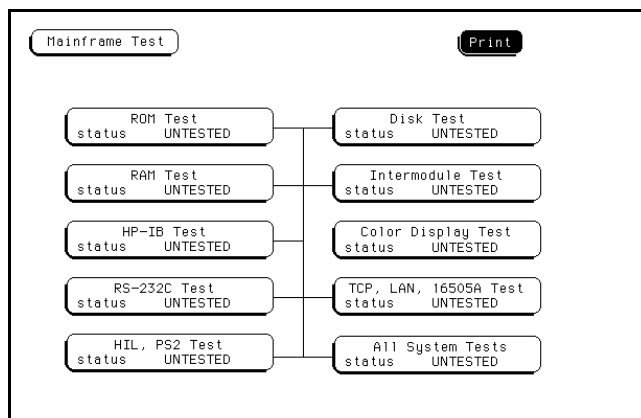 Mainframe Test
Print
ROM Test
status UNTESTED
Disk Test
status UNTESTED
RAM Test
status UNTESTED
Intermodule Test
status UNTESTED
HP-IB Test
status UNTESTED
Color Display Test
status UNTESTED
RS-232C Test
status UNTESTED
TCP, LAN, 16505A Test
status UNTESTED
HIL, PS2 Test
status UNTESTED
All System Tests
status UNTESTED